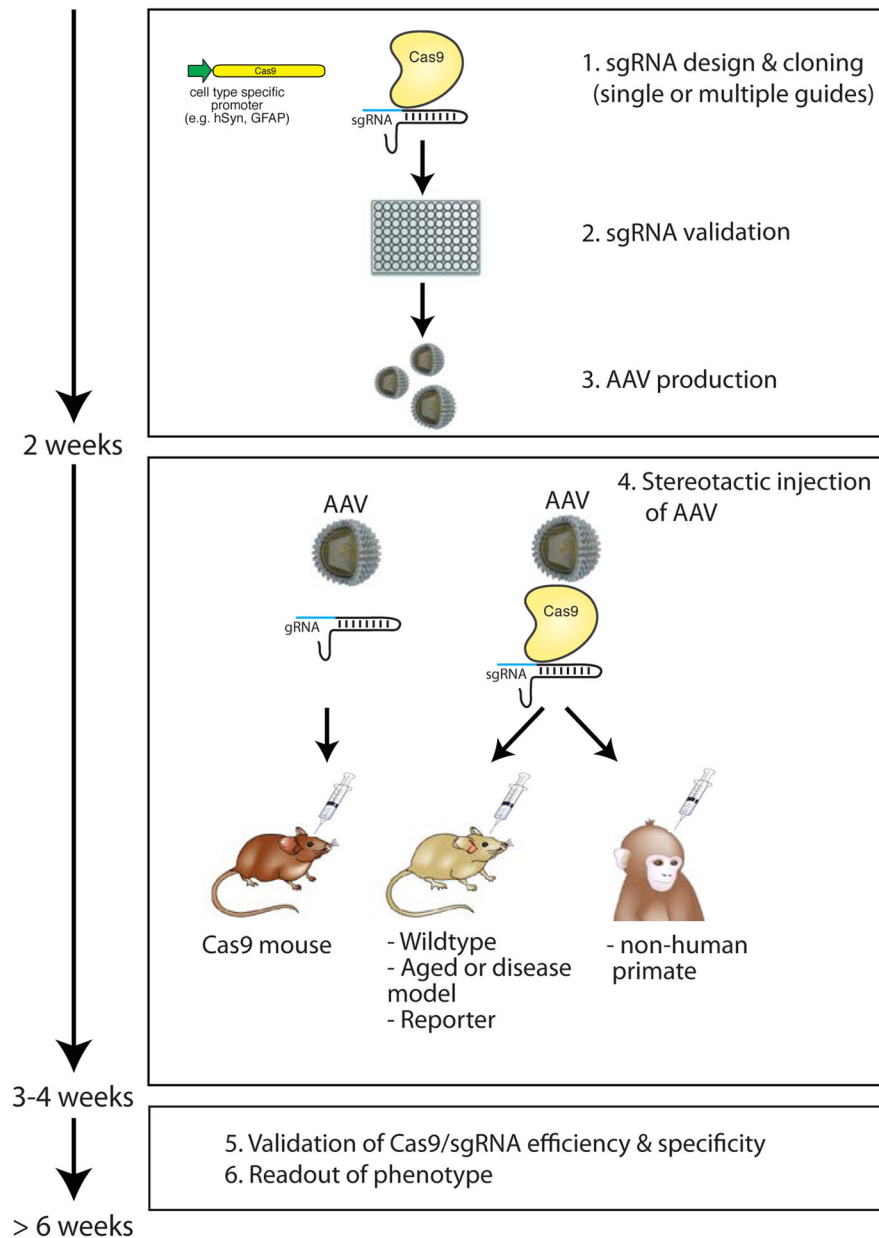 Cas9
Cas9
cell type specific
promoter
(e.g. hSyn, GFAP)
sgRNA
1. sgRNA design & cloning
(single or multiple guides)
2. sgRNA validation
3. AAV production
2 weeks
4. Stereotactic injection
of AAV
AAV
AAV
gRNA
Cas9
sgRNA
Cas9 mouse
- Wildtype
- Aged or disease
model
- Reporter
- non-human
primate
3-4 weeks
5. Validation of Cas9/sgRNA efficiency & specificity
6. Readout of phenotype
> 6 weeks